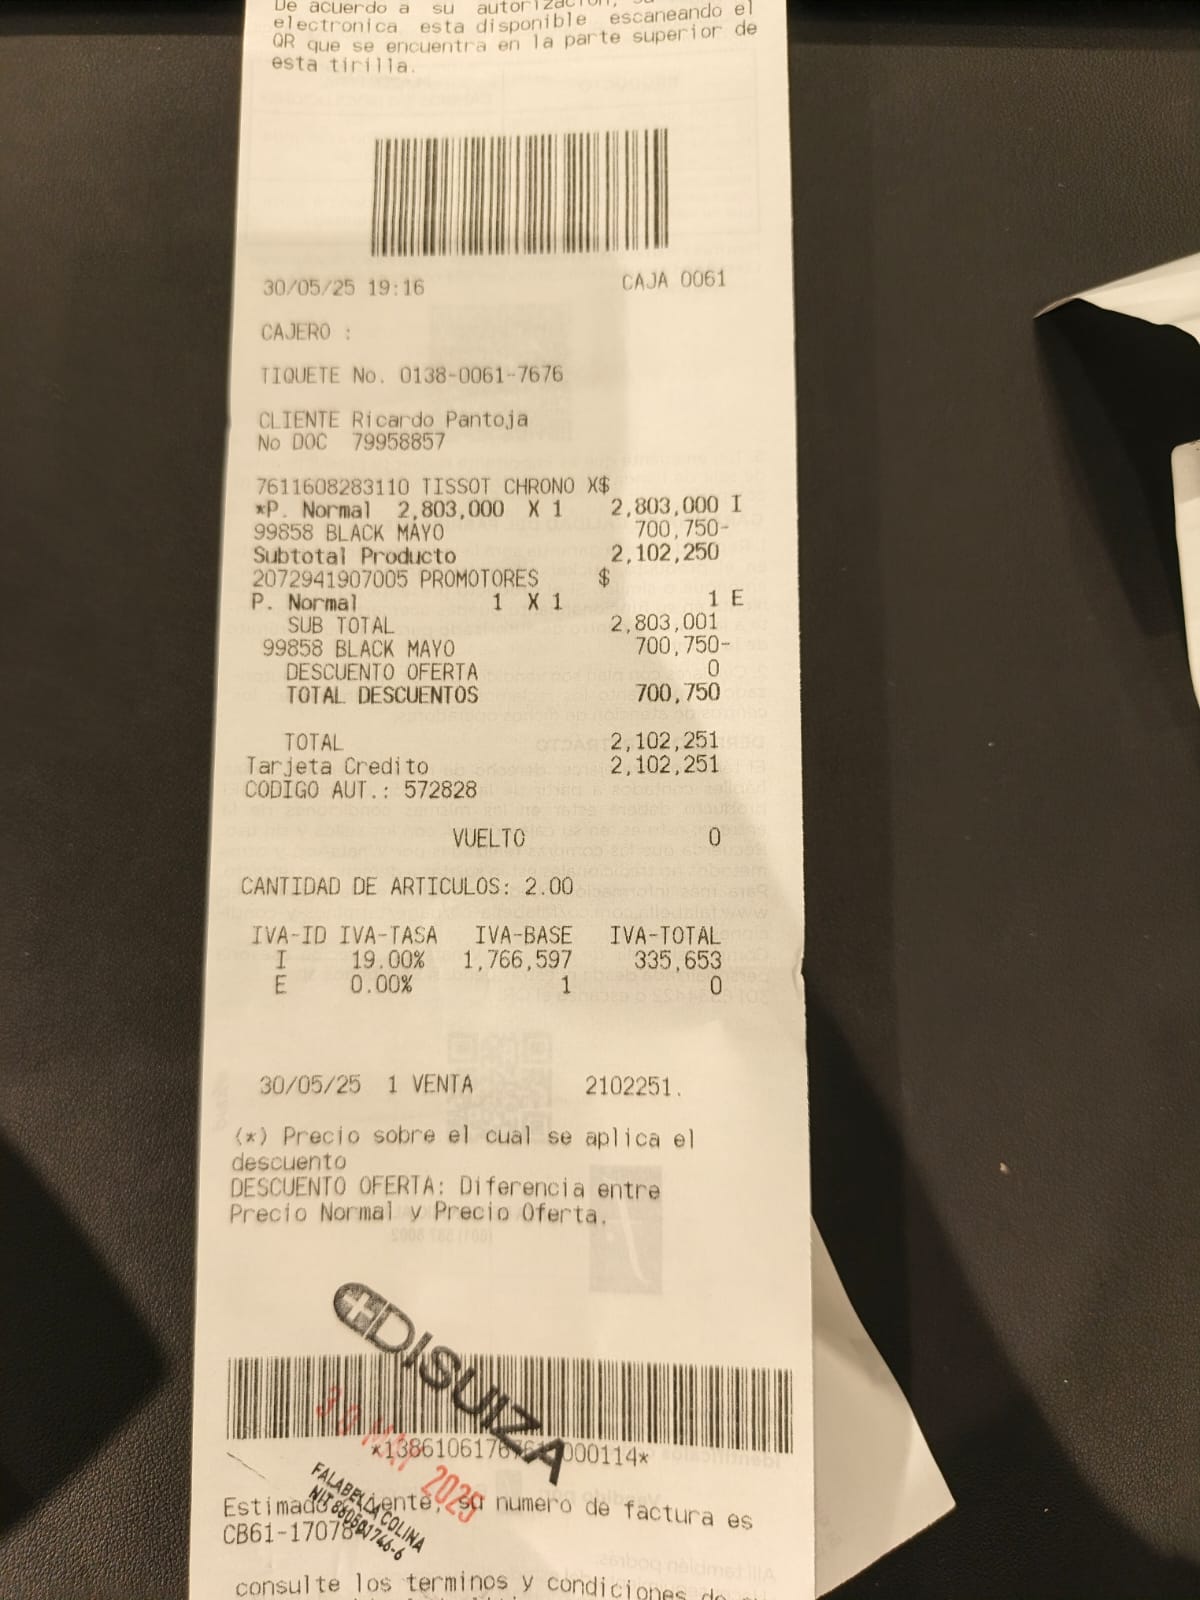 De acuerdo a su autorizacion,
electronica esta disponible escaneando el
QR que se encuentra en la parte superior de
esta tirilla.
30/05/25 19:16 CAJA 0061
CAJERO :
TIQUETE No. 0138-0061-7676
CLIENTE Ricardo Pantoja
No DOC 79958857
7611608283110 TISSOT CHRONO X$
*P. Normal 2,803,000 X 1 2,803,000 I
99858 BLACK MAYO 700,750-
Subtotal Producto 2,102,250
2072941907005 PROMOTORES $
P. Normal 1 X 1 1 E
SUB TOTAL 2,803,001
99858 BLACK MAYO 700,750-
DESCUENTO OFERTA 0
TOTAL DESCUENTOS 700,750
TOTAL 2,102,251
Tarjeta Credito 2,102,251
CODIGO AUT.: 572828
VUELTO 0
CANTIDAD DE ARTICULOS: 2.00
IVA-ID IVA-TASA IVA-BASE IVA-TOTAL
I 19.00% 1,766,597 335,653
E 0.00% 1 0
30/05/25 1 VENTA 2102251.
(*) Precio sobre el cual se aplica el
descuento
DESCUENTO OFERTA: Diferencia entre
Precio Normal y Precio Oferta.
DISUIZA
30 MAY 2025
FALABELLA COLINA
Estimado cliente, su numero de factura es
consulte los terminos y condiciones